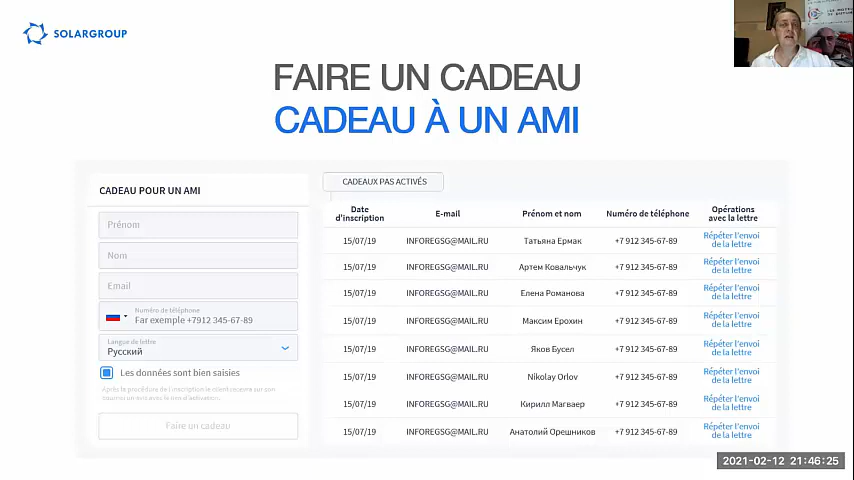 SOLARGROUP
FAIRE UN CADEAU
CADEAU À UN AMI
CADEAU POUR UN AMI
Prénom
Nom
Email
Numéro de téléphone
Far exemple +7912 345-67-89
Langue de lettre
Русский
Les données sont bien saisies
Faire un cadeau
CADEAUX PAS ACTIVÉS
Date d'inscription E-mail Prénom et nom Numéro de téléphone Opérations avec la lettre
15/07/19 INFOREGSG@MAIL.RU Татьяна Ермак +7 912 345-67-89 Répéter l'envoi de la lettre
15/07/19 INFOREGSG@MAIL.RU Артем Ковальчук +7 912 345-67-89 Répéter l'envoi de la lettre
15/07/19 INFOREGSG@MAIL.RU Елена Романова +7 912 345-67-89 Répéter l'envoi de la lettre
15/07/19 INFOREGSG@MAIL.RU Максим Ерохин +7 912 345-67-89 Répéter l'envoi de la lettre
15/07/19 INFOREGSG@MAIL.RU Яков Бусел +7 912 345-67-89 Répéter l'envoi de la lettre
15/07/19 INFOREGSG@MAIL.RU Nikolay Orlov +7 912 345-67-89 Répéter l'envoi de la lettre
15/07/19 INFOREGSG@MAIL.RU Кирилл Магваер +7 912 345-67-89 Répéter l'envoi de la lettre
15/07/19 INFOREGSG@MAIL.RU Анатолий Орешников +7 912 345-67-89 Répéter l'envoi de la lettre
2021-02-12 21:46:25